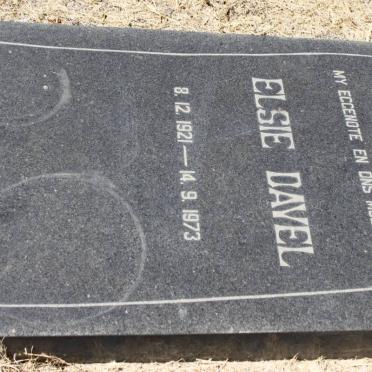 MY EGGENOTE EN ONS
ELSIE DAVEL
8.12.1921 — 14.9.1973